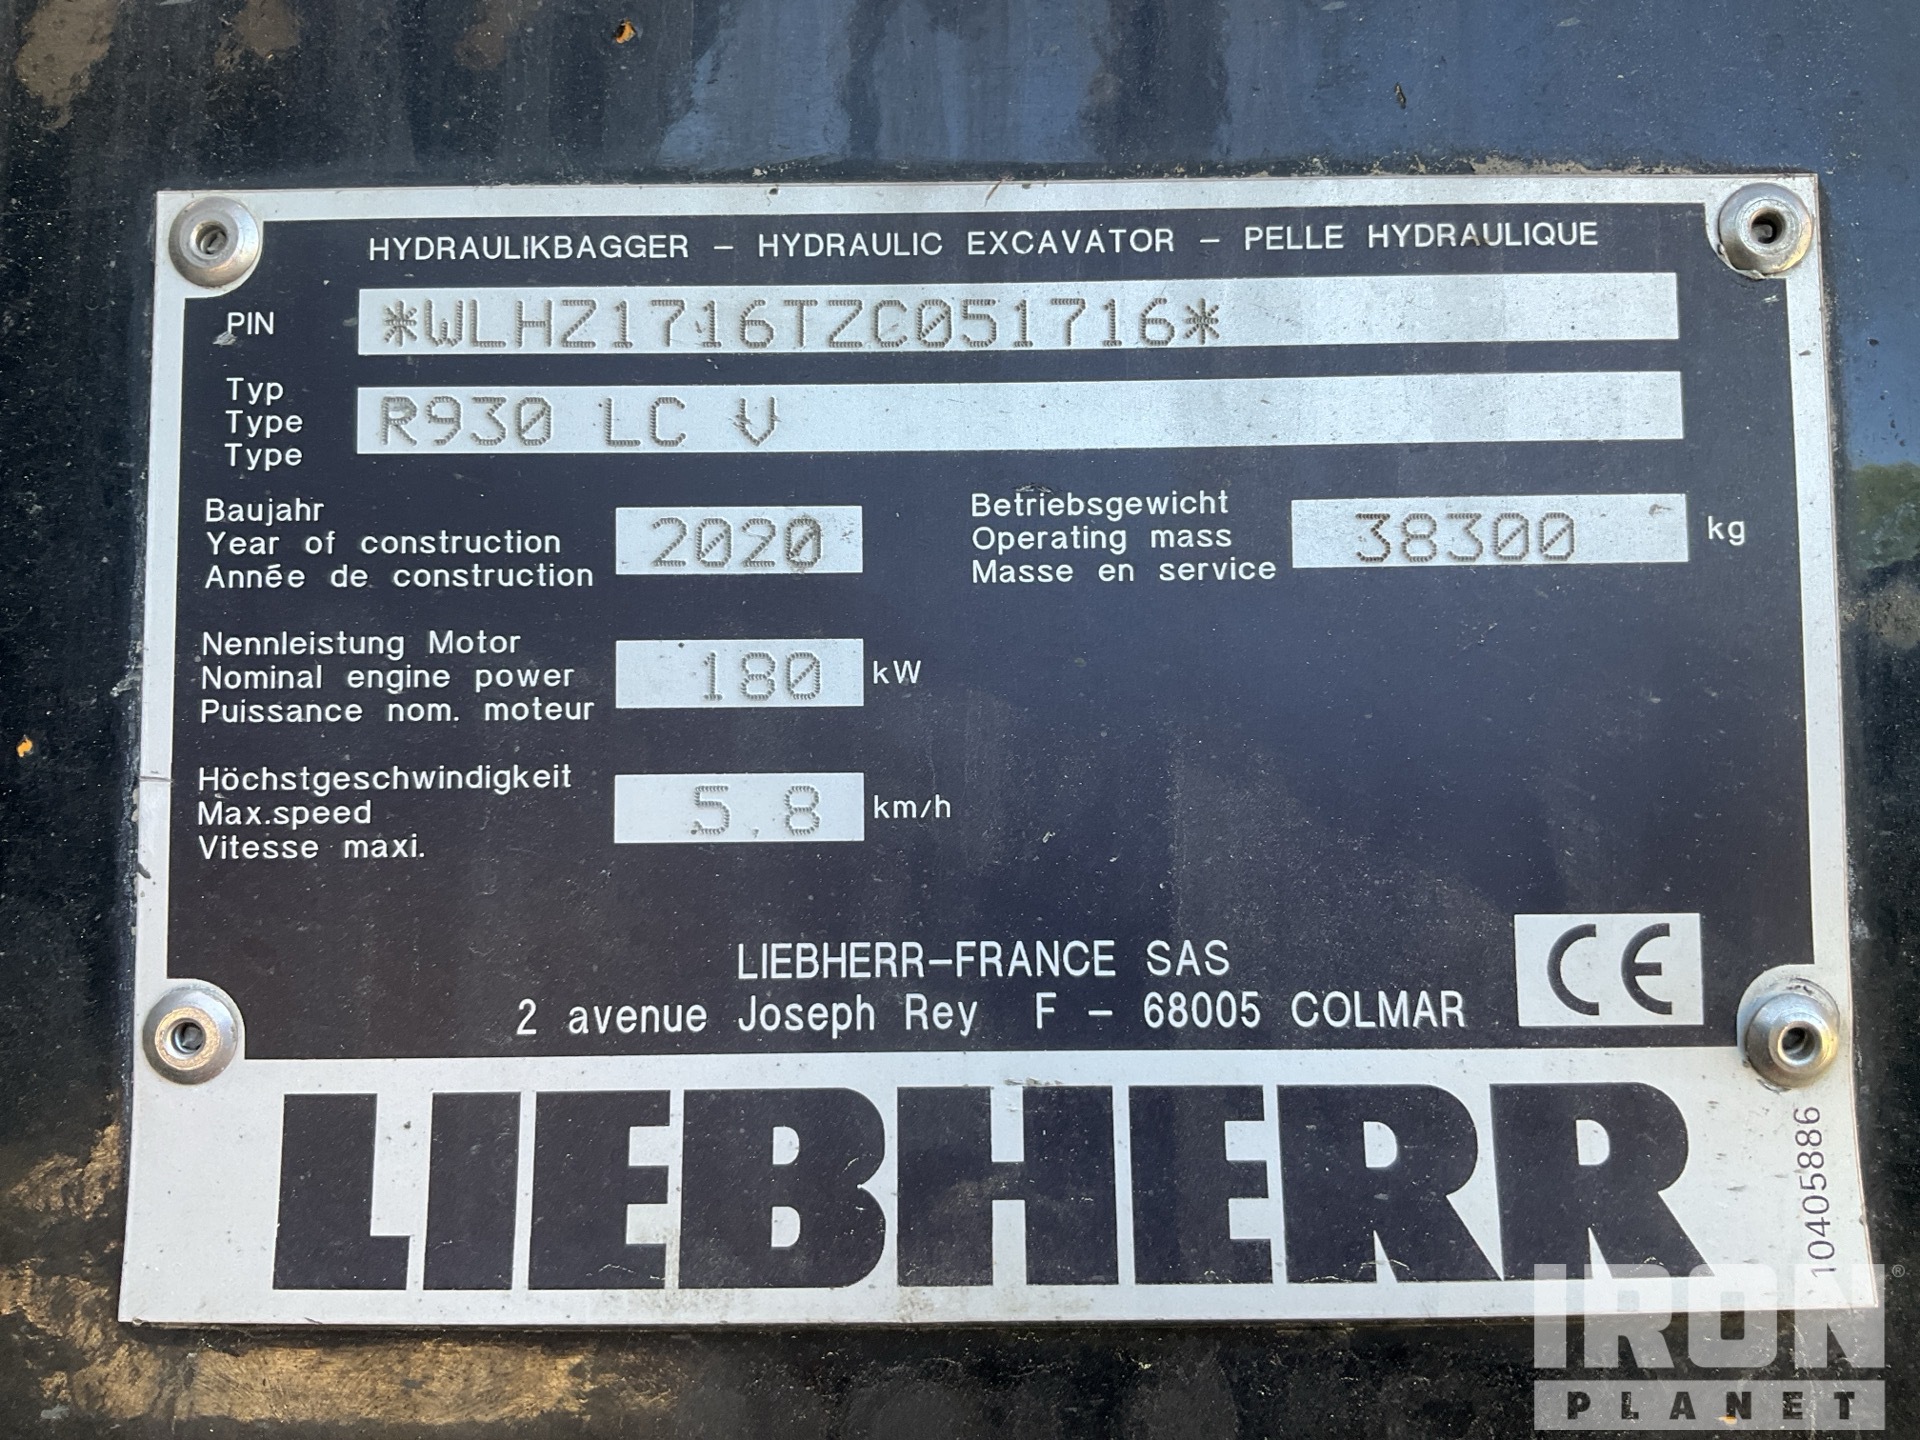 HYDRAULIKBAGGER - HYDRAULIC EXCAVATOR - PELLE HYDRAULIQUE
PIN *WLHZ1716TZC051716*
Typ
Type R930 LC V
Type
Baujahr
Year of construction 2020
Année de construction
Betriebsgewicht
Operating mass 38300 kg
Masse en service
Nennleistung Motor
Nominal engine power 180 kW
Puissance nom. moteur
Höchstgeschwindigkeit
Max.speed 5.8 km/h
Vitesse maxi.
LIEBHERR-FRANCE SAS
2 avenue Joseph Rey F - 68005 COLMAR
CE
LIEBHERR
10405886
IRON®
PLANET